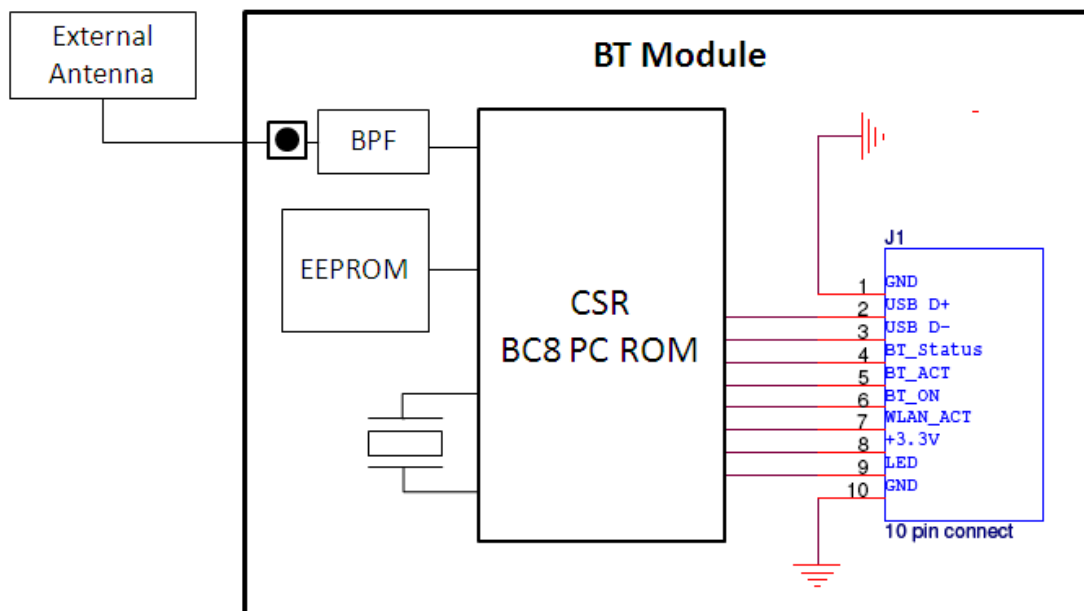 External
Antenna
BT Module
BPF
EEPROM
CSR
BC8 PC ROM
J1
1 GND
2 USB D+
3 USB D-
4 BT_Status
5 BT_ACT
6 BT_ON
7 WLAN_ACT
8 +3.3V
9 LED
10 GND
10 pin connect